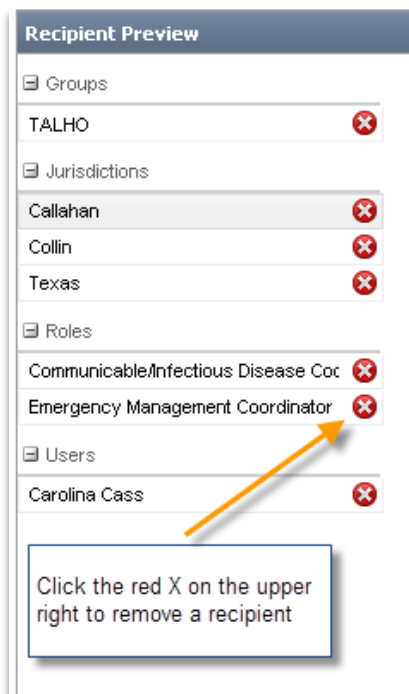 Recipient Preview
Groups
TALHO
Jurisdictions
Callahan
Collin
Texas
Roles
Communicable/Infectious Disease Coc
Emergency Management Coordinator
Users
Carolina Cass
Click the red X on the upper
right to remove a recipient